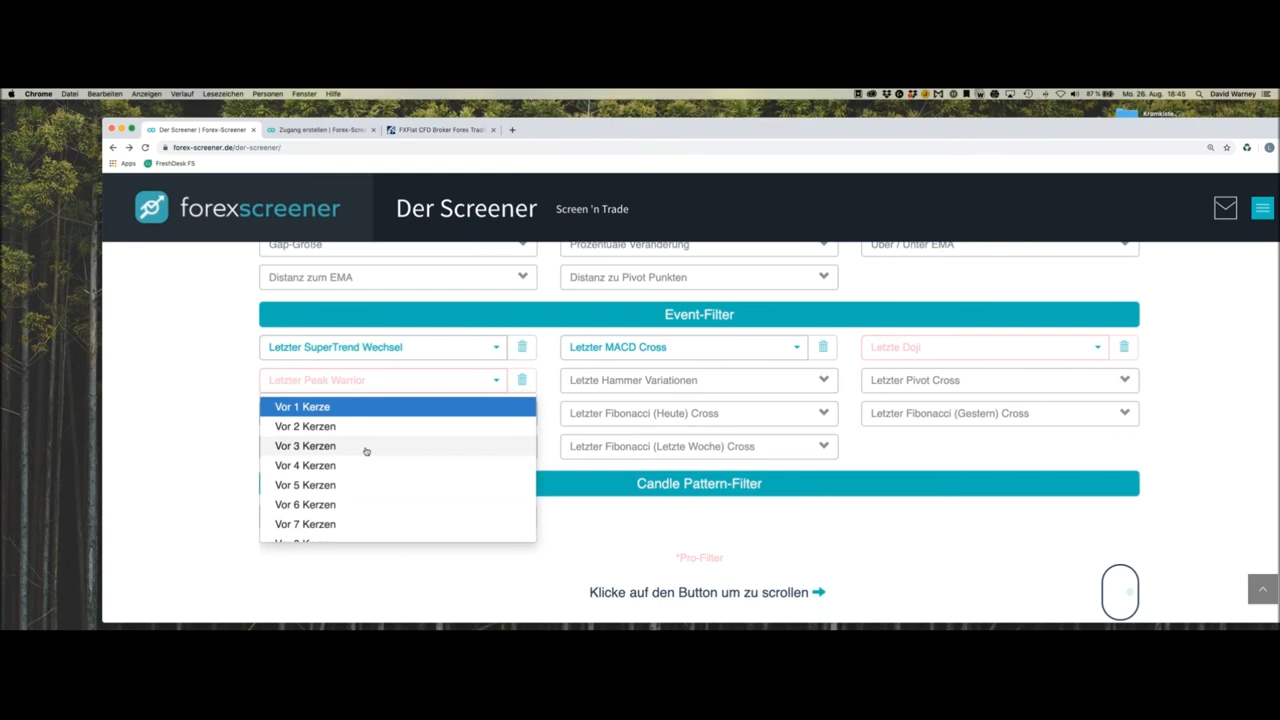 Chrome Datei Bearbeiten Anzeigen Verlauf Lesezeichen Personen Fenster Hilfe 87 % Mo. 26. Aug. 18:45 David Warney
Kramkiste
Der Screener | Forex-Screener Zugang erstellen | Forex-Scre FXFlat CFD Broker Forex Trad
forex-screener.de/der-screener/
Apps FreshDesk FS
forexscreener Der Screener Screen 'n Trade
Gap-Größe Prozentuale Veränderung Über / Unter EMA
Distanz zum EMA Distanz zu Pivot Punkten
Event-Filter
Letzter SuperTrend Wechsel Letzter MACD Cross Letzte Doji
Letzter Peak Warrior Letzte Hammer Variationen Letzter Pivot Cross
Vor 1 Kerze Letzter Fibonacci (Heute) Cross Letzter Fibonacci (Gestern) Cross
Vor 2 Kerzen
Vor 3 Kerzen Letzter Fibonacci (Letzte Woche) Cross
Vor 4 Kerzen
Vor 5 Kerzen Candle Pattern-Filter
Vor 6 Kerzen
Vor 7 Kerzen
*Pro-Filter
Klicke auf den Button um zu scrollen